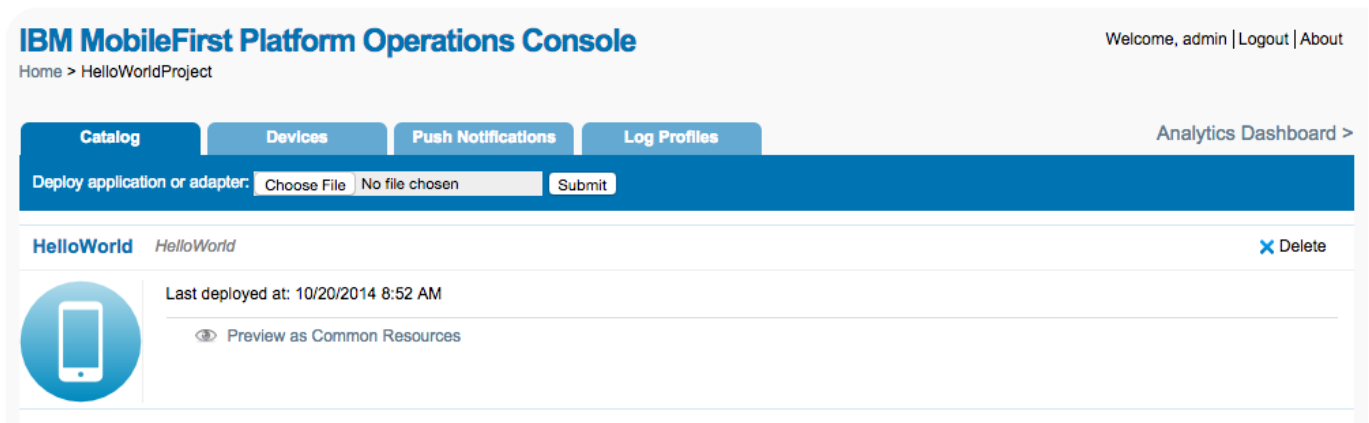 IBM MobileFirst Platform Operations Console
Welcome, admin | Logout | About
Home > HelloWorldProject
Catalog
Devices
Push Notifications
Log Profiles
Analytics Dashboard >
Deploy application or adapter: Choose File No file chosen Submit
HelloWorld HelloWorld
Delete
Last deployed at: 10/20/2014 8:52 AM
Preview as Common Resources